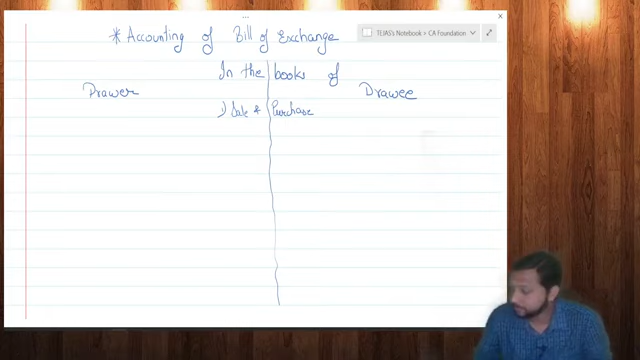 * Accounting of Bill of Exchange
TEJAS's Notebook > CA Foundation
In the books of
Drawer
Drawee
1) Sale & Purchase